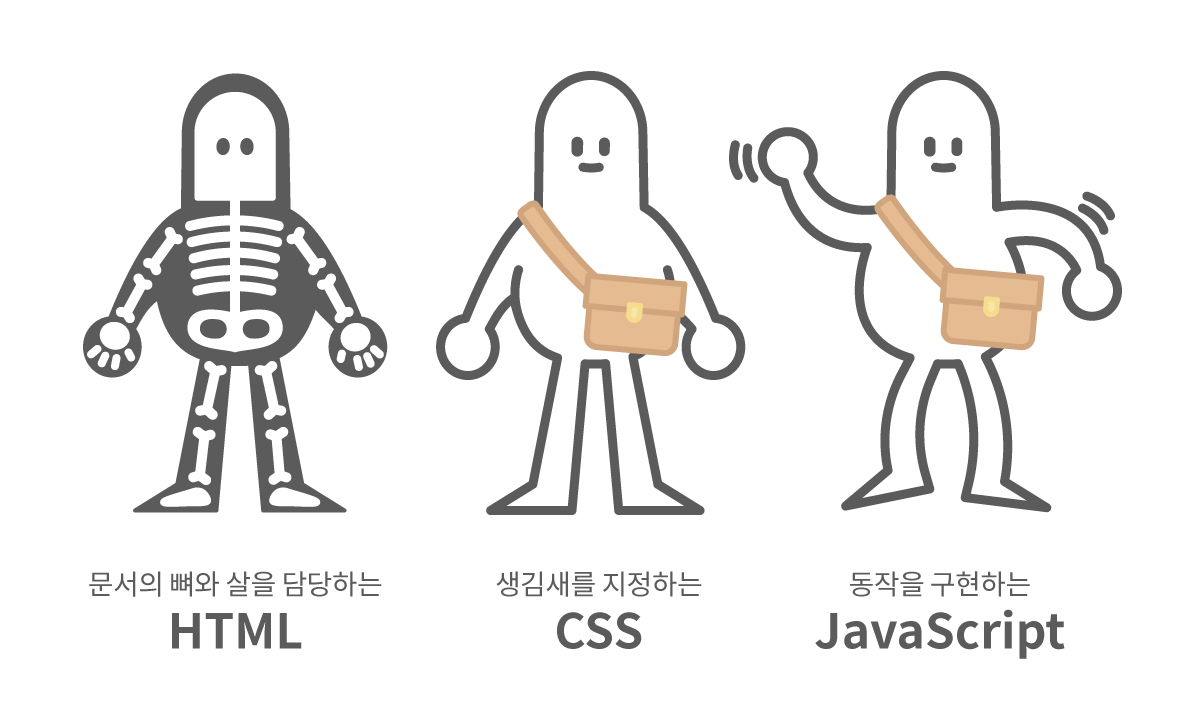 문서의 뼈와 살을 담당하는
HTML
생김새를 지정하는
CSS
동작을 구현하는
JavaScript